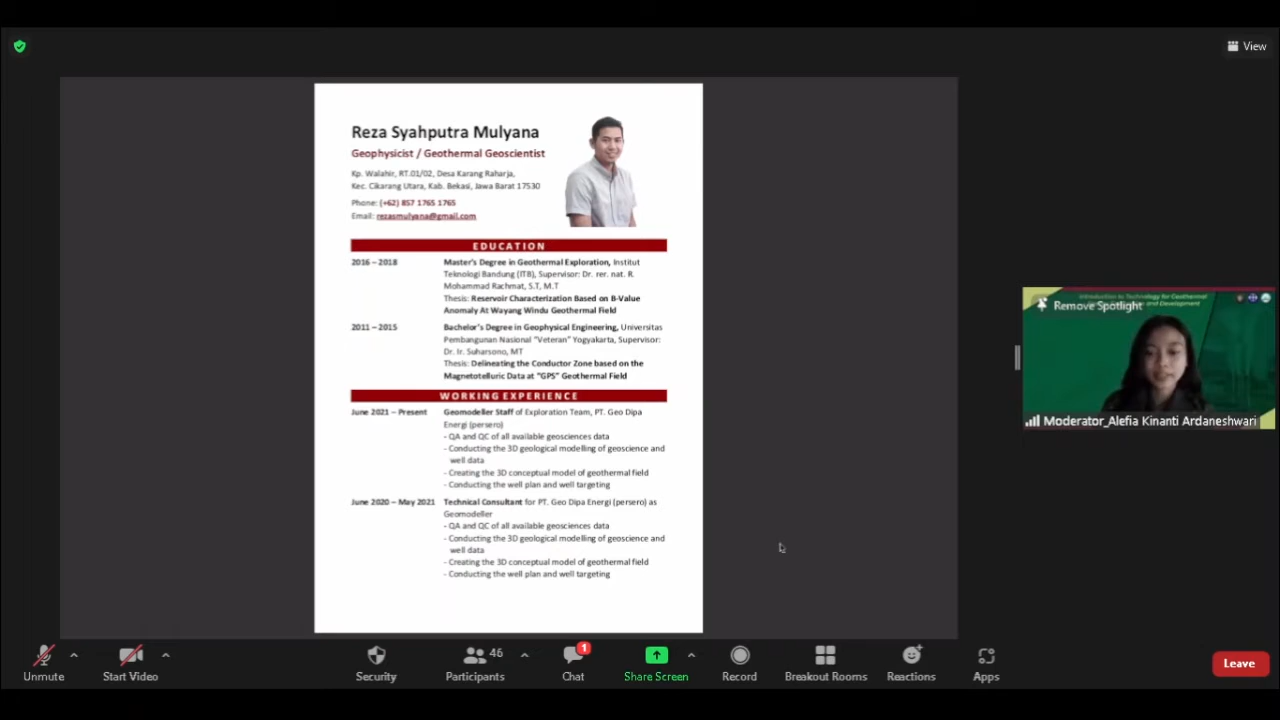 View
Reza Syahputra Mulyana
Geophysicist / Geothermal Geoscientist
Kp. Walahir, RT.01/02, Desa Karang Raharja,
Kec. Cikarang Utara, Kab. Bekasi, Jawa Barat 17530
Phone: (+62) 857 1765 1765
Email: rezasmulyana@gmail.com
EDUCATION
2016 – 2018 Master's Degree in Geothermal Exploration, Institut
Teknologi Bandung (ITB), Supervisor: Dr. rer. nat. R.
Mohammad Rachmat, S.T, M.T
Thesis: Reservoir Characterization Based on B-Value
Anomaly At Wayang Windu Geothermal Field
2011 – 2015 Bachelor's Degree in Geophysical Engineering, Universitas
Pembangunan Nasional "Veteran" Yogyakarta, Supervisor:
Dr. Ir. Suharsono, MT
Thesis: Delineating the Conductor Zone based on the
Magnetotelluric Data at "GPS" Geothermal Field
WORKING EXPERIENCE
June 2021 – Present Geomodeller Staff of Exploration Team, PT. Geo Dipa
Energi (persero)
- QA and QC of all available geosciences data
- Conducting the 3D geological modelling of geoscience and
well data
- Creating the 3D conceptual model of geothermal field
- Conducting the well plan and well targeting
June 2020 – May 2021 Technical Consultant for PT. Geo Dipa Energi (persero) as
Geomodeller
- QA and QC of all available geosciences data
- Conducting the 3D geological modelling of geoscience and
well data
- Creating the 3D conceptual model of geothermal field
- Conducting the well plan and well targeting
Introduction to Technology for Geothermal
Remove Spotlight and Development
Moderator_Alefia Kinanti Ardaneshwari
Unmute
Start Video
Security
46
Participants
1
Chat
Share Screen
Record
Breakout Rooms
Reactions
Apps
Leave